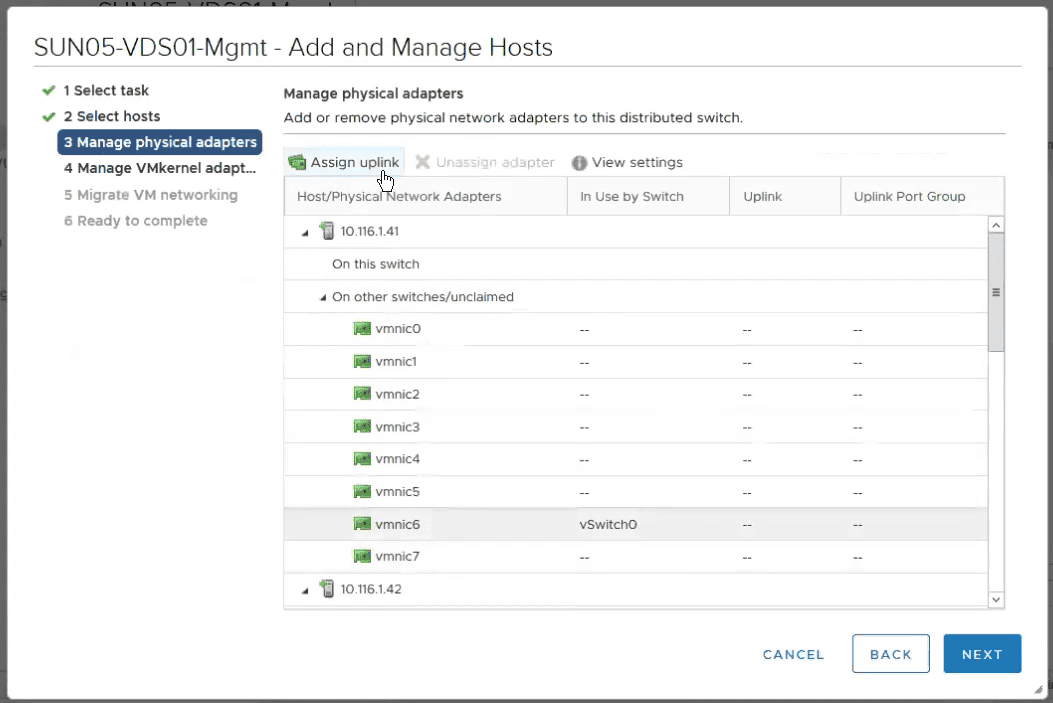 SUN05-VDS01-Mgmt - Add and Manage Hosts
1 Select task
2 Select hosts
3 Manage physical adapters
4 Manage VMkernel adapt...
5 Migrate VM networking
6 Ready to complete
Manage physical adapters
Add or remove physical network adapters to this distributed switch.
Assign uplink Unassign adapter View settings
Host/Physical Network Adapters In Use by Switch Uplink Uplink Port Group
10.116.1.41
On this switch
On other switches/unclaimed
vmnic0 -- -- --
vmnic1 -- -- --
vmnic2 -- -- --
vmnic3 -- -- --
vmnic4 -- -- --
vmnic5 -- -- --
vmnic6 vSwitch0 -- --
vmnic7 -- -- --
10.116.1.42
CANCEL BACK NEXT